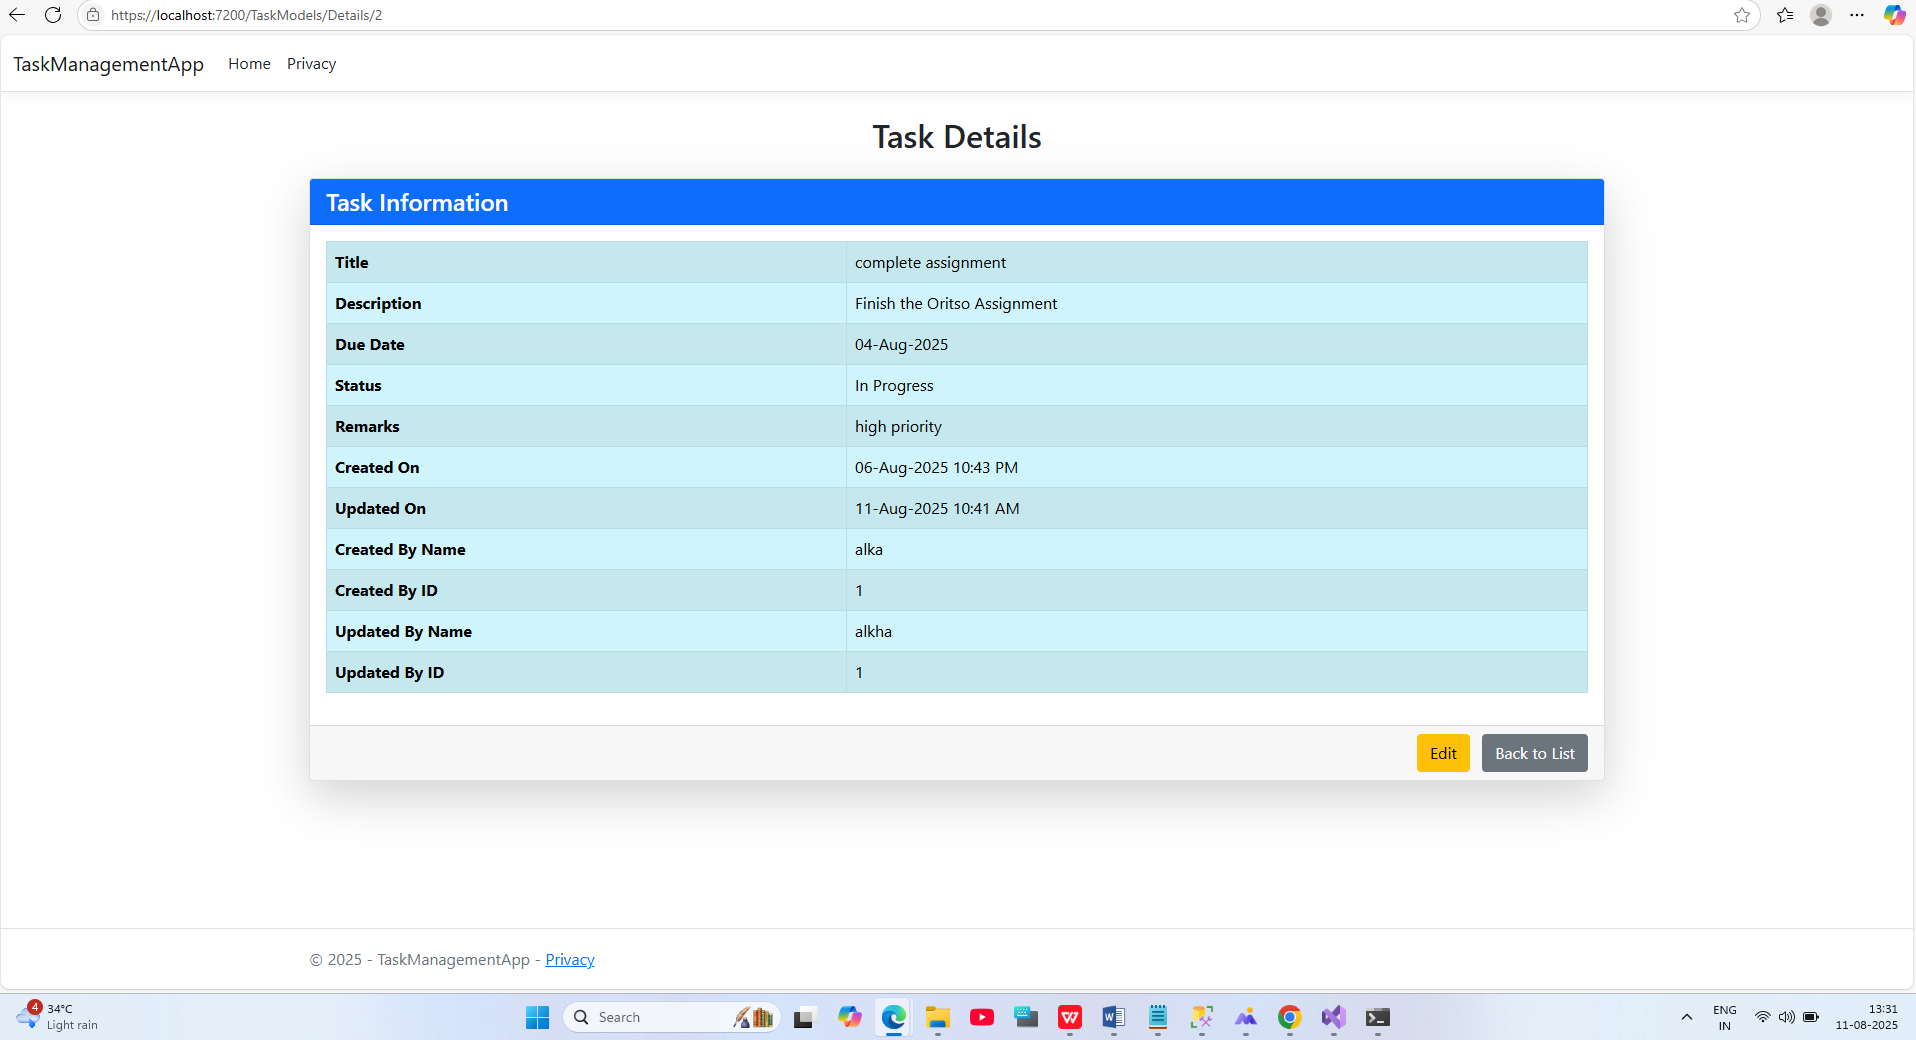 https://localhost:7200/TaskModels/Details/2
TaskManagementApp Home Privacy
Task Details
Task Information
Title complete assignment
Description Finish the Oritso Assignment
Due Date 04-Aug-2025
Status In Progress
Remarks high priority
Created On 06-Aug-2025 10:43 PM
Updated On 11-Aug-2025 10:41 AM
Created By Name alka
Created By ID 1
Updated By Name alkha
Updated By ID 1
Edit Back to List
© 2025 - TaskManagementApp - Privacy
4 34°C
Light rain
Search
W
W
ENG
IN
13:31
11-08-2025